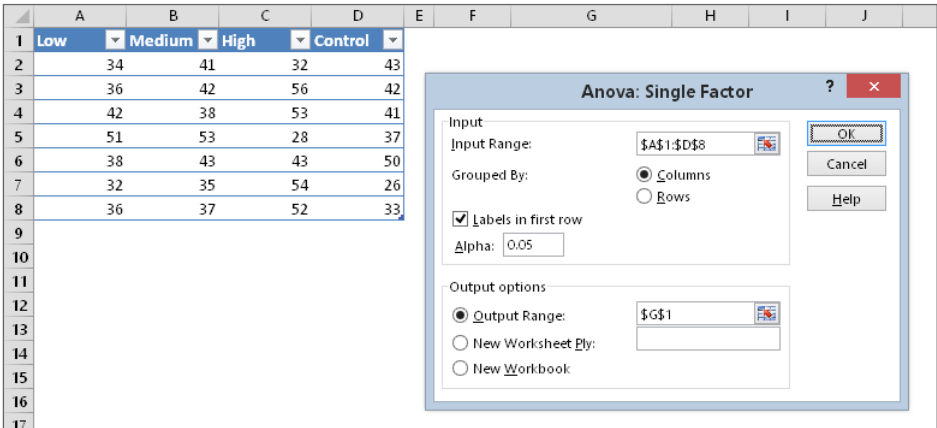 A B C D E F G H I J
1 Low Medium High Control
2 34 41 32 43
3 36 42 56 42
4 42 38 53 41
5 51 53 28 37
6 38 43 43 50
7 32 35 54 26
8 36 37 52 33
9
10
11
12
13
14
15
16
17
Anova: Single Factor ? ×
Input
Input Range: $A$1:$D$8
Grouped By: Columns
Rows
Labels in first row
Alpha: 0.05
OK
Cancel
Help
Output options
Output Range: $G$1
New Worksheet Ply:
New Workbook